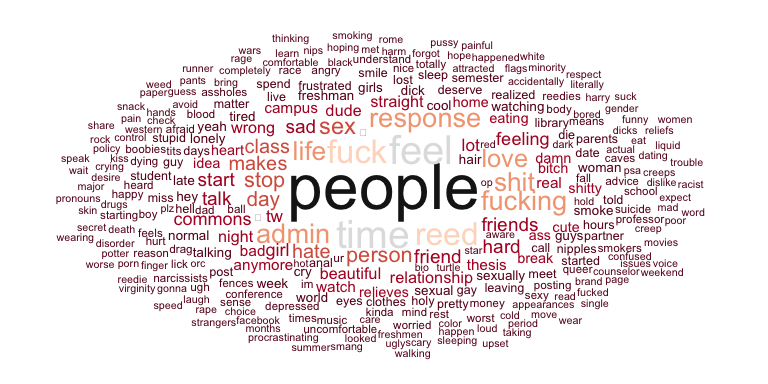 thinking smoking rome
wars learn nips hoping met harm forgot pussy painful
rage comfortable black understand hope happened white
runner completely race angry smile nice totally attracted flags minority
weed pants bring spend frustrated girls lost sleep semester accidentally respect
paper guess assholes live freshman dick deserve literally
snack avoid matter campus dude straight cool home realized reedies harry suck
hands blood tired response watching body bored gender
share pain check yeah wrong sad sex eating library means funny women
western afraid
rock control stupid lonely class life fuck feel lot red feeling die parents dicks reliefs
policy boobies tits days heart dark date actual eat liquid
speak kiss dying guy idea makes hair love damn woman caves dating trouble
wait crying student late start stop people op shit real bitch fall psa creeps
desire major heard shitty advice dislike racist
pronouns happy miss hey talk day fucking hold told school expect
skin drugs plz hell dad ball smoke suicide mad word
starting boy commons tw friends cute hours professor poor
secret death feels normal night admin time reed aware ass guys partner creep
wearing disorder hurt drag talking bad girl hate person friend star hard call nipples smokers movies
potter reason anymore hot anal ur bio turtle thesis break started confused
worse porn finger lick orc cry beautiful relationship sexually meet queer issues voice
reedie narcissists post watch relieves sexual gay leaving posting counselor weekend
virginity gonna ugh fences week im brand page
laugh conference world eyes clothes holy pretty money sexy read fucked
speed rape sense depressed kinda mind rest appearances single
choice times music care worried color worst cold move wear
strangers facebook months uncomfortable looked freshmen happen loud period taking
procrastinating ugly scary sleeping upset
summer smang walking